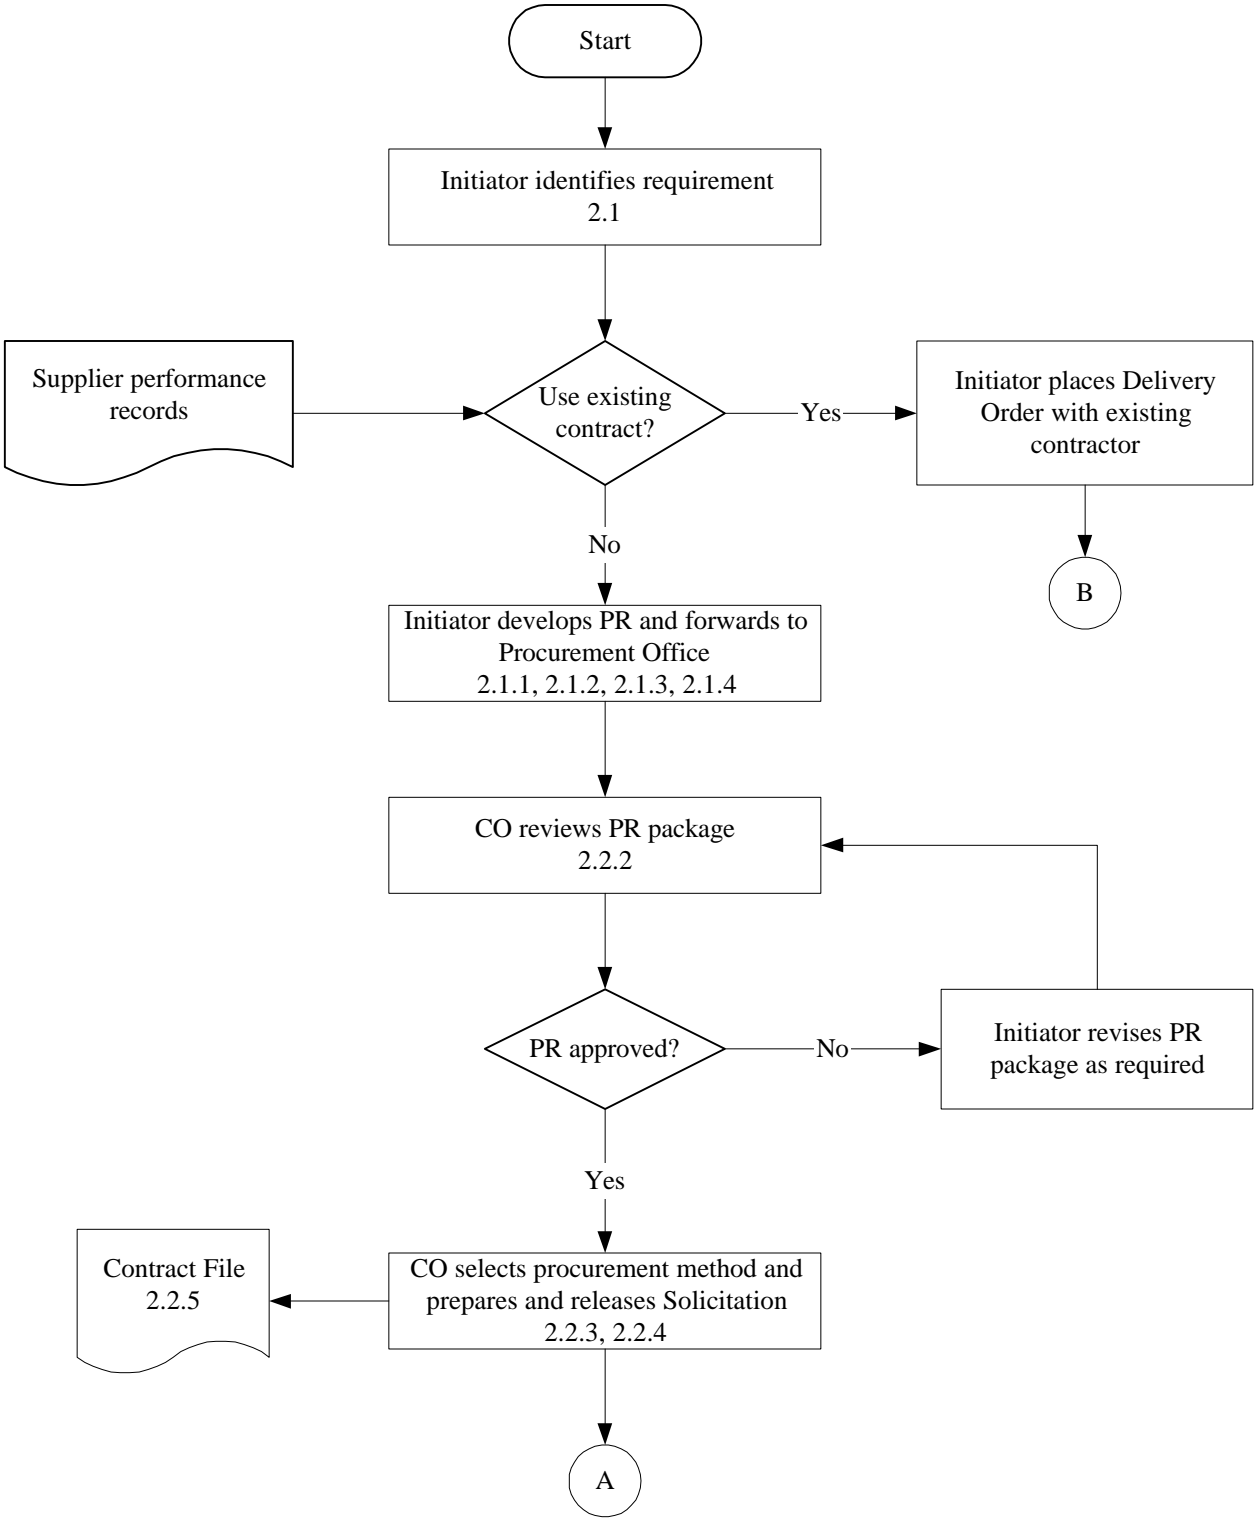 Start
Initiator identifies requirement
2.1
Supplier performance
records
Use existing
contract?
Yes
Initiator places Delivery
Order with existing
contractor
No
B
Initiator develops PR and forwards to
Procurement Office
2.1.1, 2.1.2, 2.1.3, 2.1.4
CO reviews PR package
2.2.2
PR approved?
No
Initiator revises PR
package as required
Yes
Contract File
2.2.5
CO selects procurement method and
prepares and releases Solicitation
2.2.3, 2.2.4
A